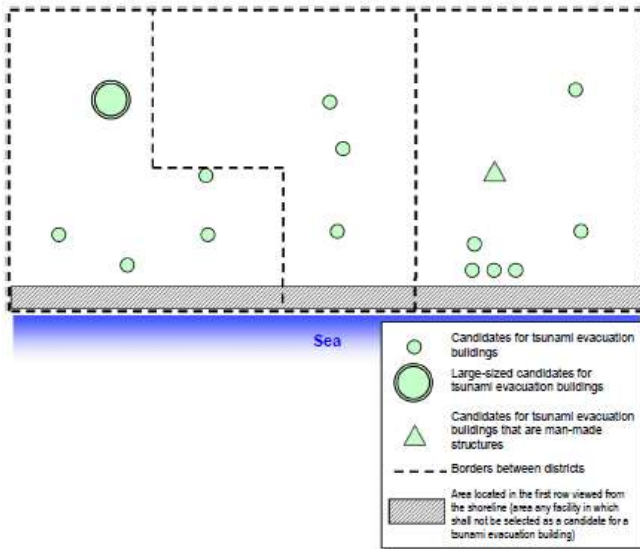 Sea
Candidates for tsunami evacuation
buildings
Large-sized candidates for
tsunami evacuation buildings
Candidates for tsunami evacuation
buildings that are man-made
structures
Borders between districts
Area located in the first row viewed from
the shoreline (area any facility in which
shall not be selected as a candidate for a
tsunami evacuation building)